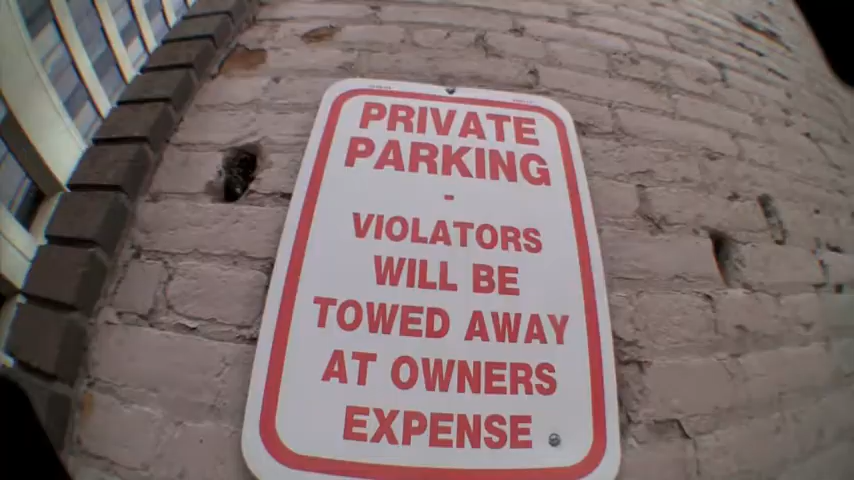 PRIVATE
PARKING
-
VIOLATORS
WILL BE
TOWED AWAY
AT OWNERS
EXPENSE